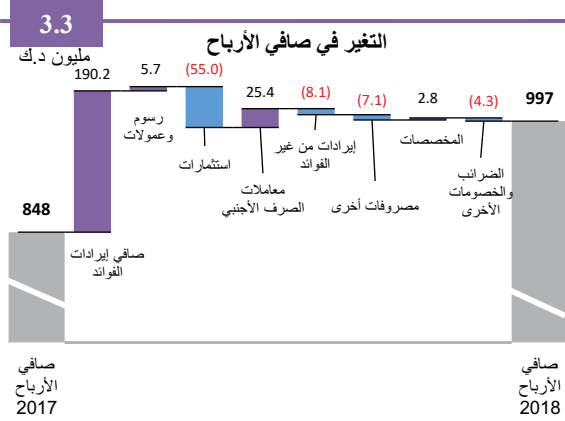 3.3
التغير في صافي الأرباح
مليون د.ك
848
190.2
5.7
(55.0)
25.4
(8.1)
(7.1)
2.8
(4.3)
997
صافي إيرادات
الفوائد
رسوم
وعمولات
استثمارات
معاملات
الصرف الأجنبي
إيرادات من غير
الفوائد
مصروفات أخرى
المخصصات
الضرائب
والخصومات
الأخرى
صافي
الأرباح
2017
صافي
الأرباح
2018